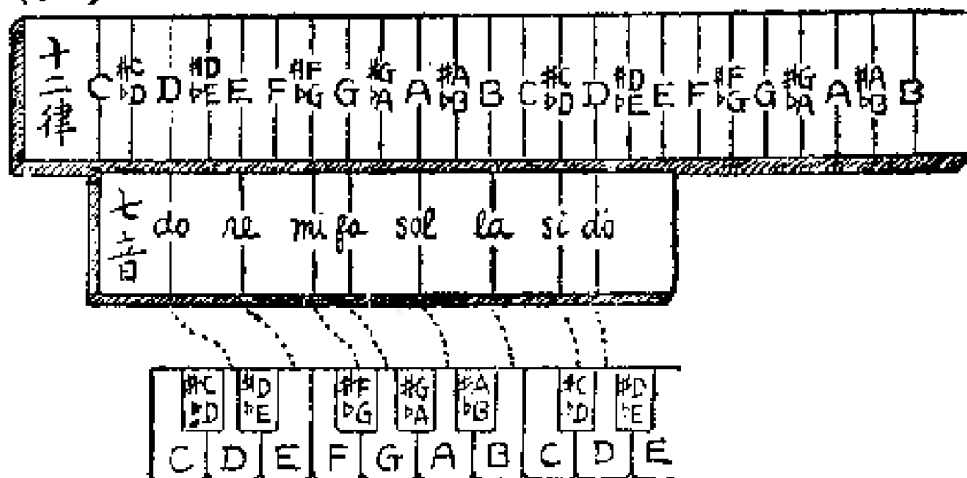 十二律 C #C♭D D #D♭E E F #F♭G G #G♭A A #A♭B B C #C♭D D #D♭E E F #F♭G G #G♭A A #A♭B B
七音 do re mi fa sol la si do
#C♭D #D♭E #F♭G #G♭A #A♭B #C♭D #D♭E
C D E F G A B C D E